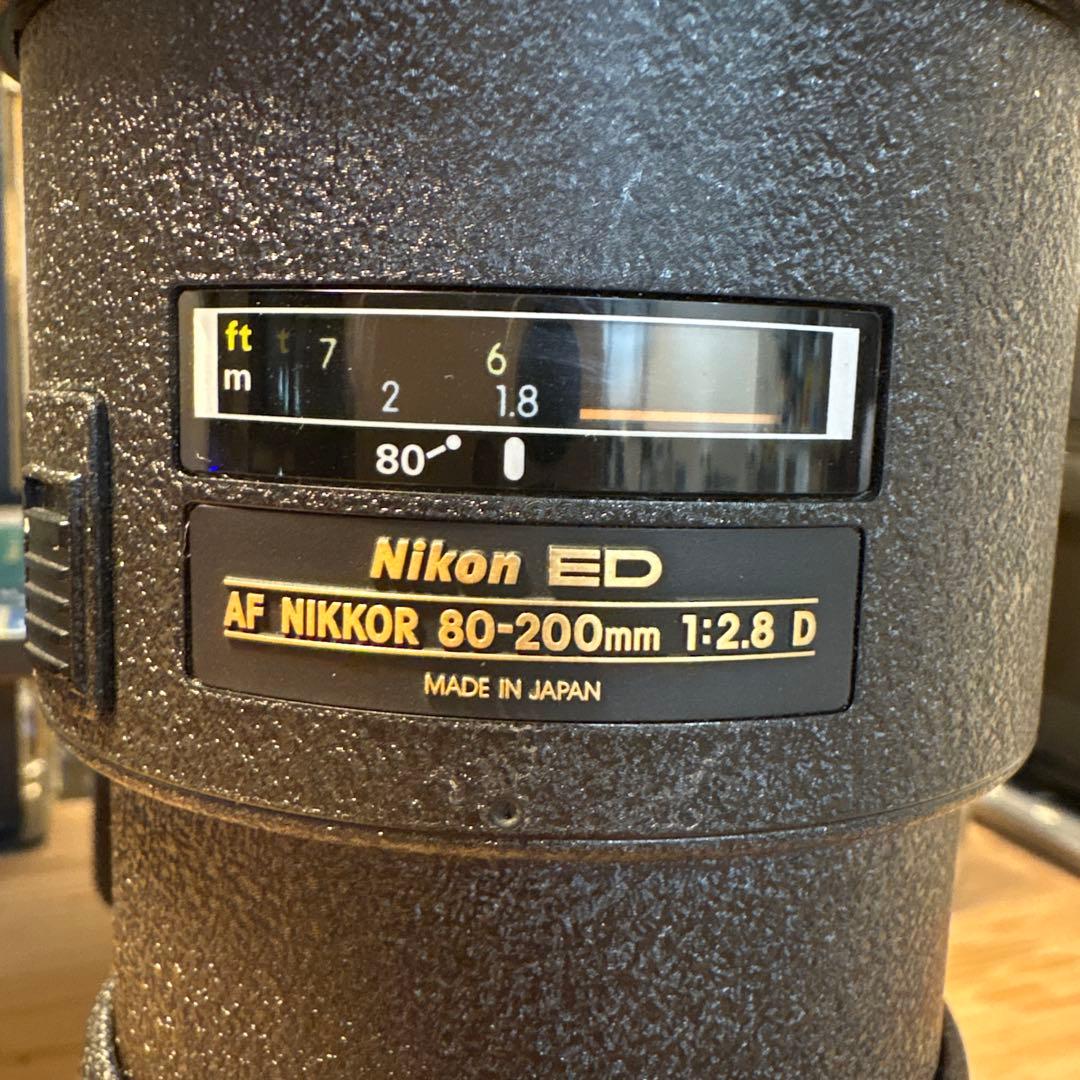 ft 7 6
m 2 1.8
80
Nikon ED
AF NIKKOR 80-200mm 1:2.8 D
MADE IN JAPAN